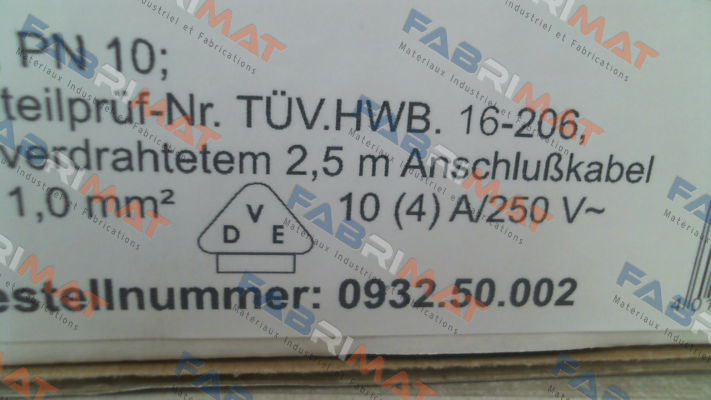 PN 10;
teilprüf-Nr. TÜV.HWB. 16-206,
verdrahtetem 2,5 m Anschlußkabel
1,0 mm² VDE 10 (4) A/250 V~
estellnummer: 0932.50.002
FABRIMAT
Materiaux Industriel et Fabrications